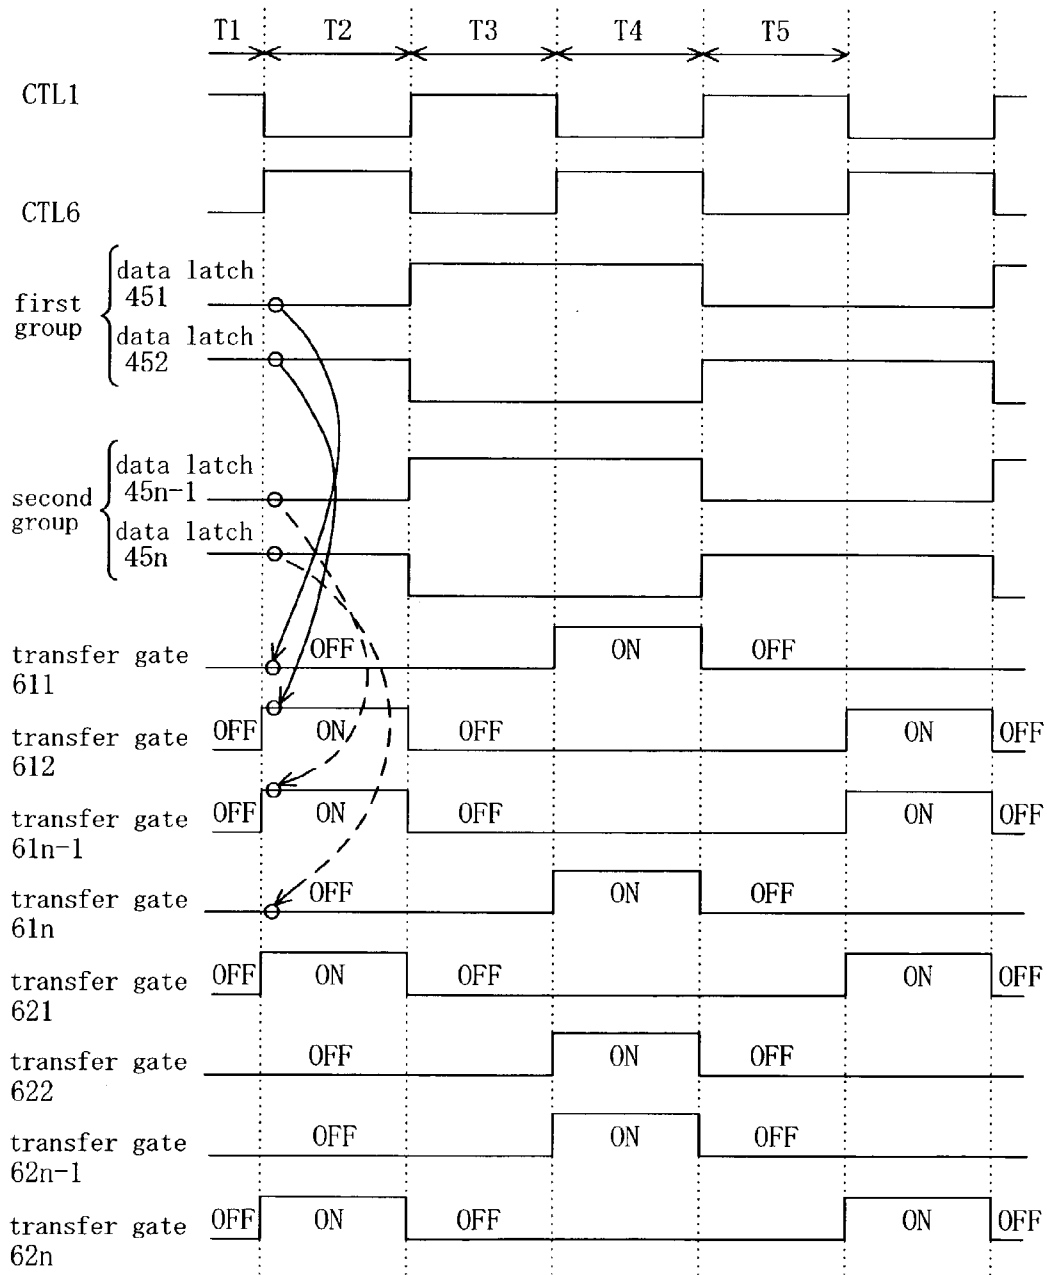 T1 T2 T3 T4 T5
CTL1
CTL6
first
group
data latch
451
data latch
452
second
group
data latch
45n-1
data latch
45n
transfer gate
611
OFF ON OFF
transfer gate
612
OFF ON OFF ON OFF
transfer gate
61n-1
OFF ON OFF ON OFF
transfer gate
61n
OFF ON OFF
transfer gate
621
OFF ON OFF ON OFF
transfer gate
622
OFF ON OFF
transfer gate
62n-1
OFF ON OFF
transfer gate
62n
OFF ON OFF ON OFF